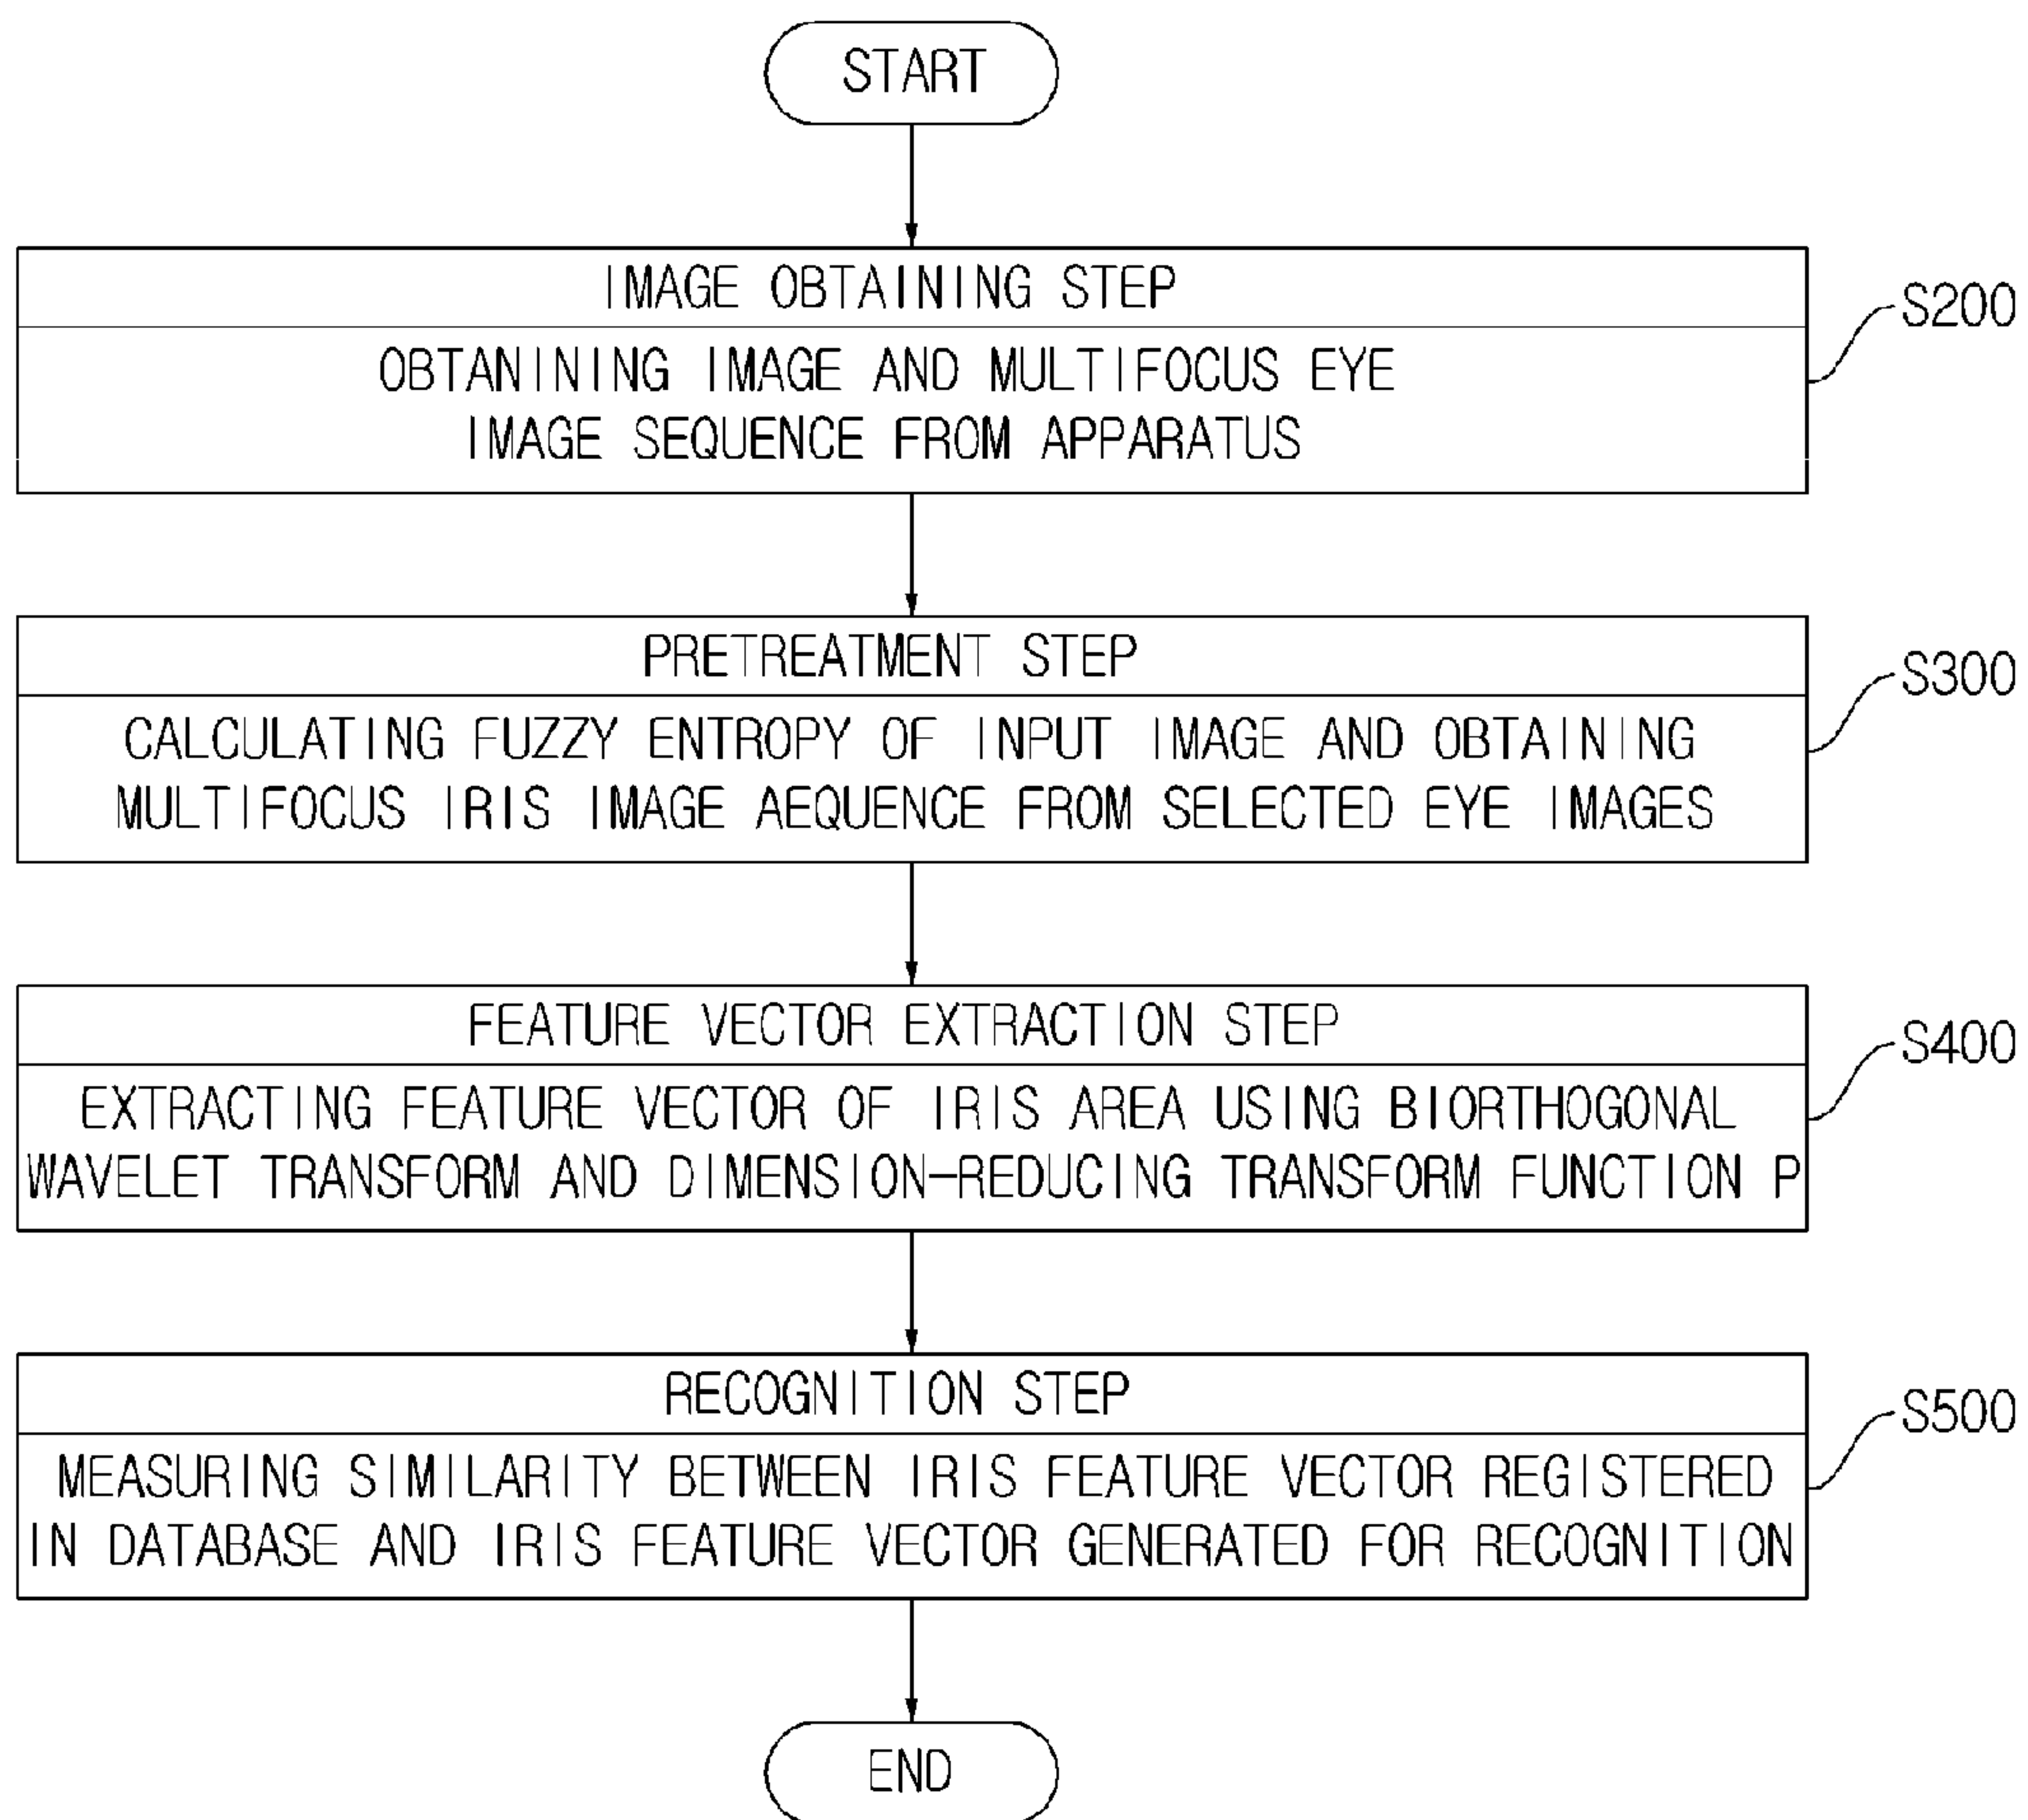 START
IMAGE OBTAINING STEP
S200
OBTANINING IMAGE AND MULTIFOCUS EYE
IMAGE SEQUENCE FROM APPARATUS
PRETREATMENT STEP
S300
CALCULATING FUZZY ENTROPY OF INPUT IMAGE AND OBTAINING
MULTIFOCUS IRIS IMAGE AEQUENCE FROM SELECTED EYE IMAGES
FEATURE VECTOR EXTRACTION STEP
S400
EXTRACTING FEATURE VECTOR OF IRIS AREA USING BIORTHOGONAL
WAVELET TRANSFORM AND DIMENSION-REDUCING TRANSFORM FUNCTION P
RECOGNITION STEP
S500
MEASURING SIMILARITY BETWEEN IRIS FEATURE VECTOR REGISTERED
IN DATABASE AND IRIS FEATURE VECTOR GENERATED FOR RECOGNITION
END